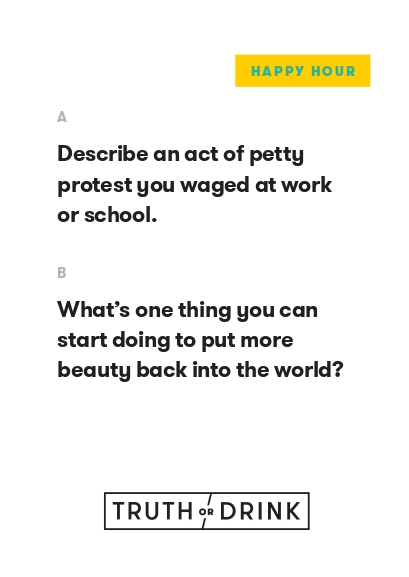 HAPPY HOUR
A
Describe an act of petty
protest you waged at work
or school.
B
What’s one thing you can
start doing to put more
beauty back into the world?
TRUTH OR DRINK